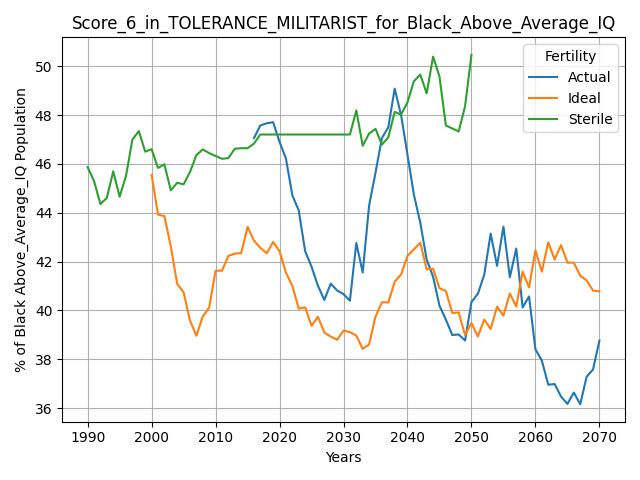 Score_6_in_TOLERANCE_MILITARIST_for_Black_Above_Average_IQ
% of Black Above_Average_IQ Population
50
48
46
44
42
40
38
36
Fertility
Actual
Ideal
Sterile
1990 2000 2010 2020 2030 2040 2050 2060 2070
Years